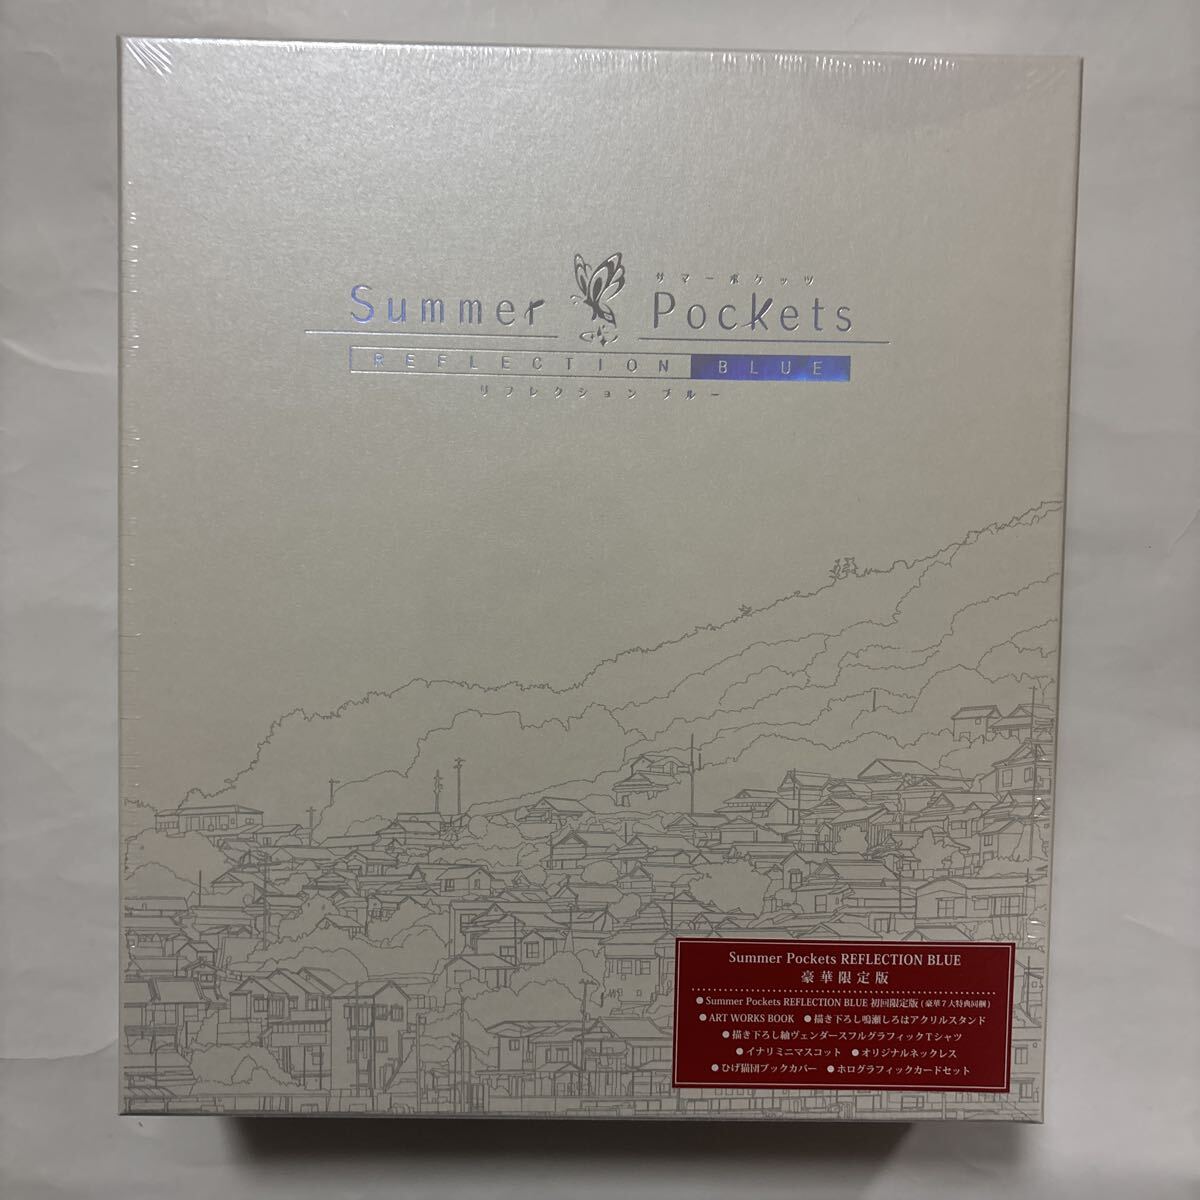 サマーポケッツ
Summer Pockets
REFLECTION BLUE
リフレクション ブルー
Summer Pockets REFLECTION BLUE
豪華限定版
●Summer Pockets REFLECTION BLUE 初回限定版(豪華7大特典同梱)
●ART WORKS BOOK ●描き下ろし鳴瀬しろはアクリルスタンド
●描き下ろし紬ヴェンダースフルグラフィックTシャツ
●イナリミニマスコット ●オリジナルネックレス
●ひげ猫団ブックカバー ●ホログラフィックカードセット